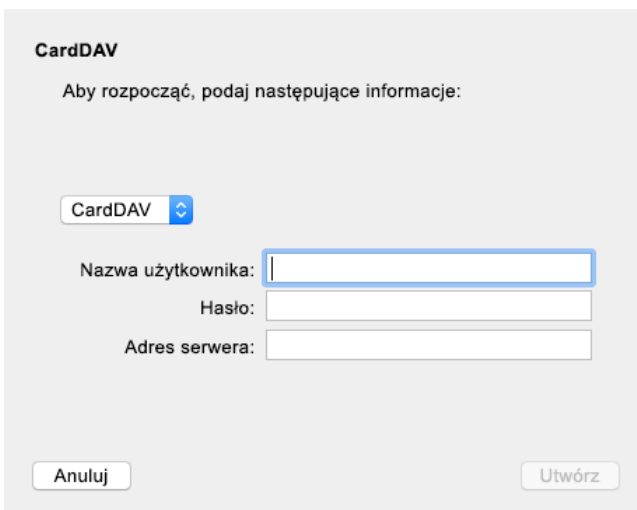 CardDAV
Aby rozpocząć, podaj następujące informacje:
CardDAV
Nazwa użytkownika:
Hasło:
Adres serwera:
Anuluj
Utwórz